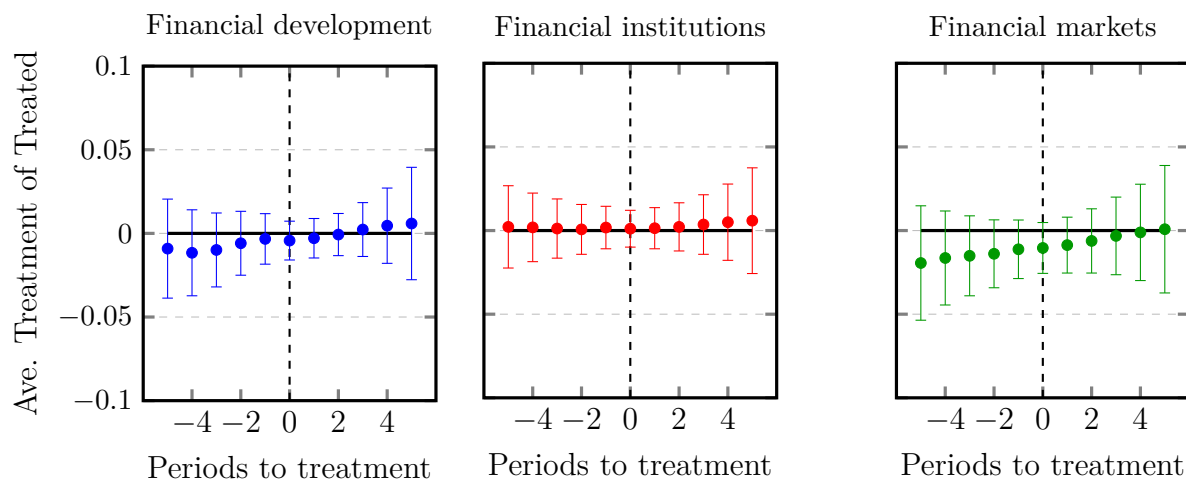 Financial development
Financial institutions
Financial markets
Ave. Treatment of Treated
0.1
0.05
0
−0.05
−0.1
−4 −2 0 2 4
−4 −2 0 2 4
−4 −2 0 2 4
Periods to treatment
Periods to treatment
Periods to treatment